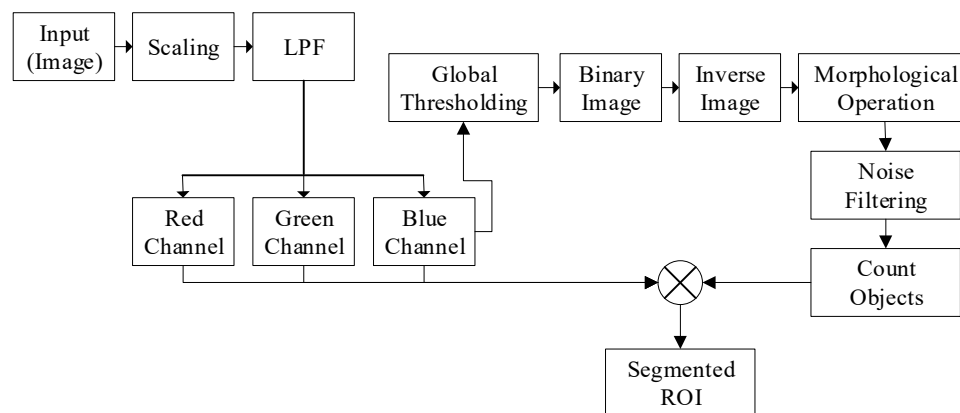 Input
(Image)
Scaling
LPF
Global
Thresholding
Binary
Image
Inverse
Image
Morphological
Operation
Noise
Filtering
Red
Channel
Green
Channel
Blue
Channel
Count
Objects
Segmented
ROI